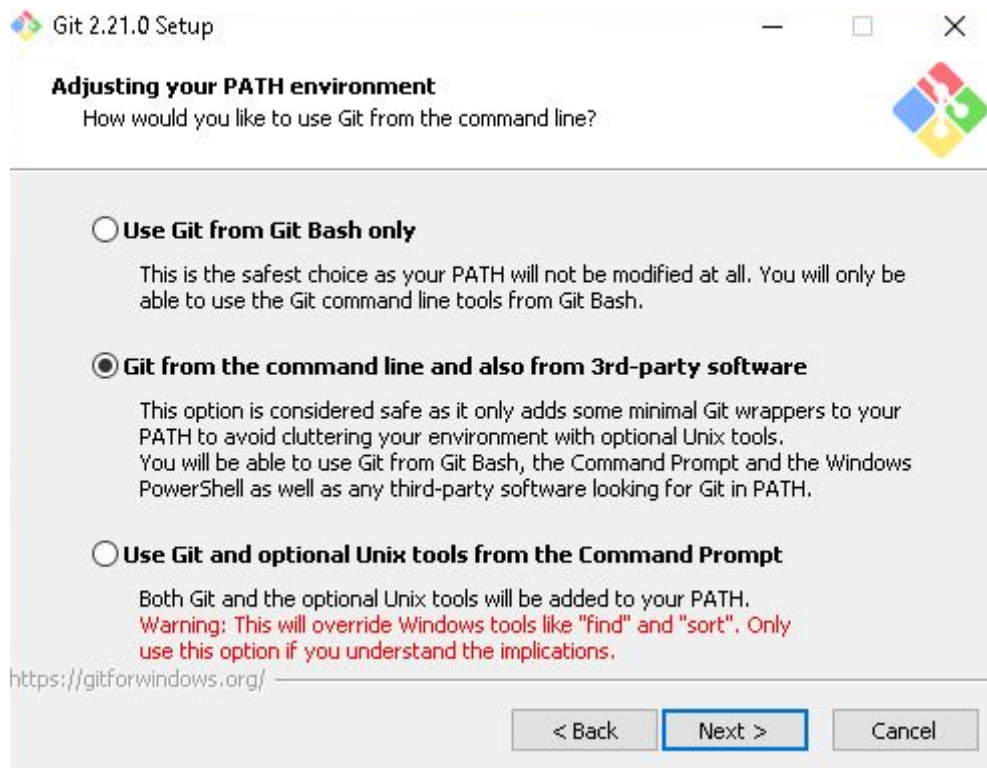 Git 2.21.0 Setup
Adjusting your PATH environment
How would you like to use Git from the command line?
Use Git from Git Bash only
This is the safest choice as your PATH will not be modified at all. You will only be
able to use the Git command line tools from Git Bash.
Git from the command line and also from 3rd-party software
This option is considered safe as it only adds some minimal Git wrappers to your
PATH to avoid cluttering your environment with optional Unix tools.
You will be able to use Git from Git Bash, the Command Prompt and the Windows
PowerShell as well as any third-party software looking for Git in PATH.
Use Git and optional Unix tools from the Command Prompt
Both Git and the optional Unix tools will be added to your PATH.
Warning: This will override Windows tools like "find" and "sort". Only
use this option if you understand the implications.
https://gitforwindows.org/
< Back
Next >
Cancel